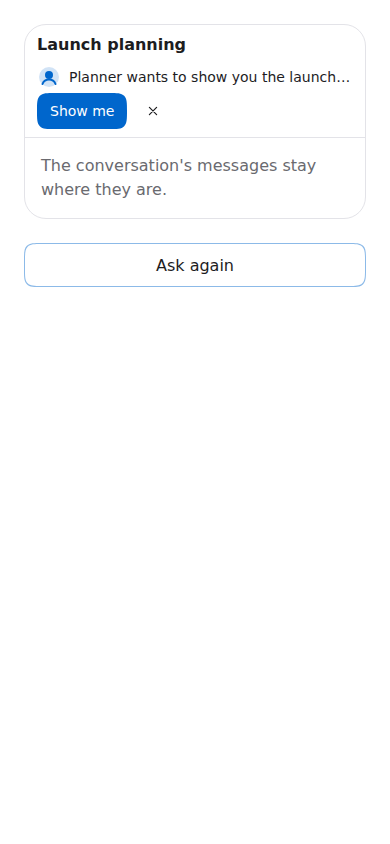 Launch planning
Planner wants to show you the launch…
Show me
The conversation's messages stay
where they are.
Ask again